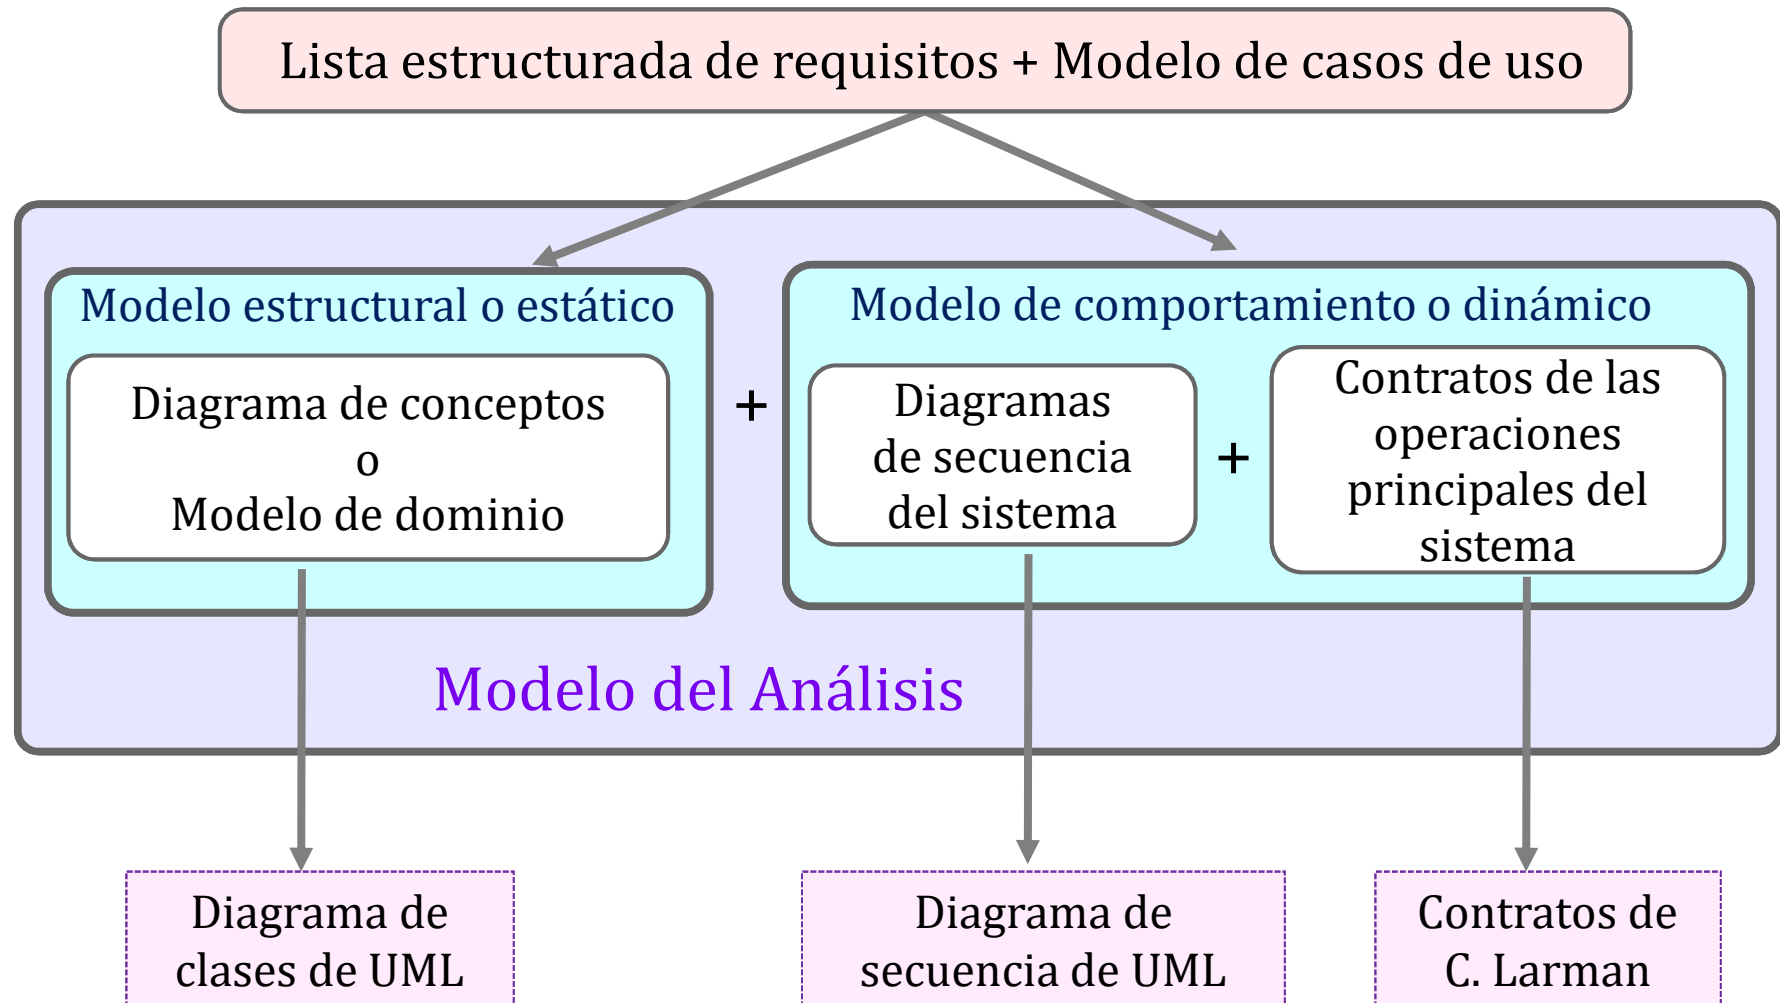 Lista estructurada de requisitos + Modelo de casos de uso
Modelo estructural o estático
Diagrama de conceptos
o
Modelo de dominio
+
Modelo de comportamiento o dinámico
Diagramas
de secuencia
del sistema
+
Contratos de las
operaciones
principales del
sistema
Modelo del Análisis
Diagrama de
clases de UML
Diagrama de
secuencia de UML
Contratos de
C. Larman